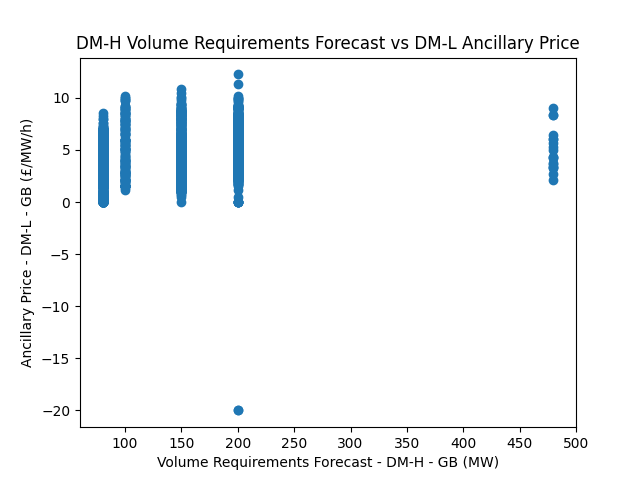 DM-H Volume Requirements Forecast vs DM-L Ancillary Price
Ancillary Price - DM-L - GB (£/MW/h)
10
5
0
−5
−10
−15
−20
100 150 200 250 300 350 400 450 500
Volume Requirements Forecast - DM-H - GB (MW)